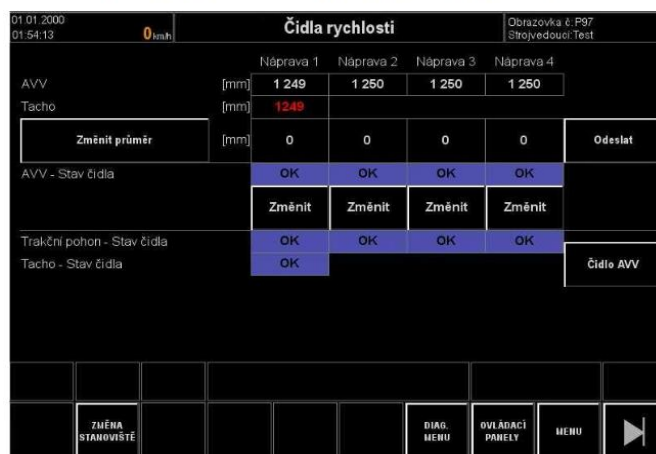 01.01.2000
01:54:13
0 km/h
Čidla rychlosti
Obrazovka č:P97
Strojvedoucí:Test
Náprava 1 Náprava 2 Náprava 3 Náprava 4
AVV [mm] 1 249 1 250 1 250 1 250
Tacho [mm] 1249
Změnit průměr [mm] 0 0 0 0 Odeslat
AVV - Stav čidla OK OK OK OK
Změnit Změnit Změnit Změnit
Trakční pohon - Stav čidla OK OK OK OK
Tacho - Stav čidla OK
Čidlo AVV
ZMĚNA
STANOVIŠTĚ
DIAG.
MENU
OVLÁDACÍ
PANELY
MENU